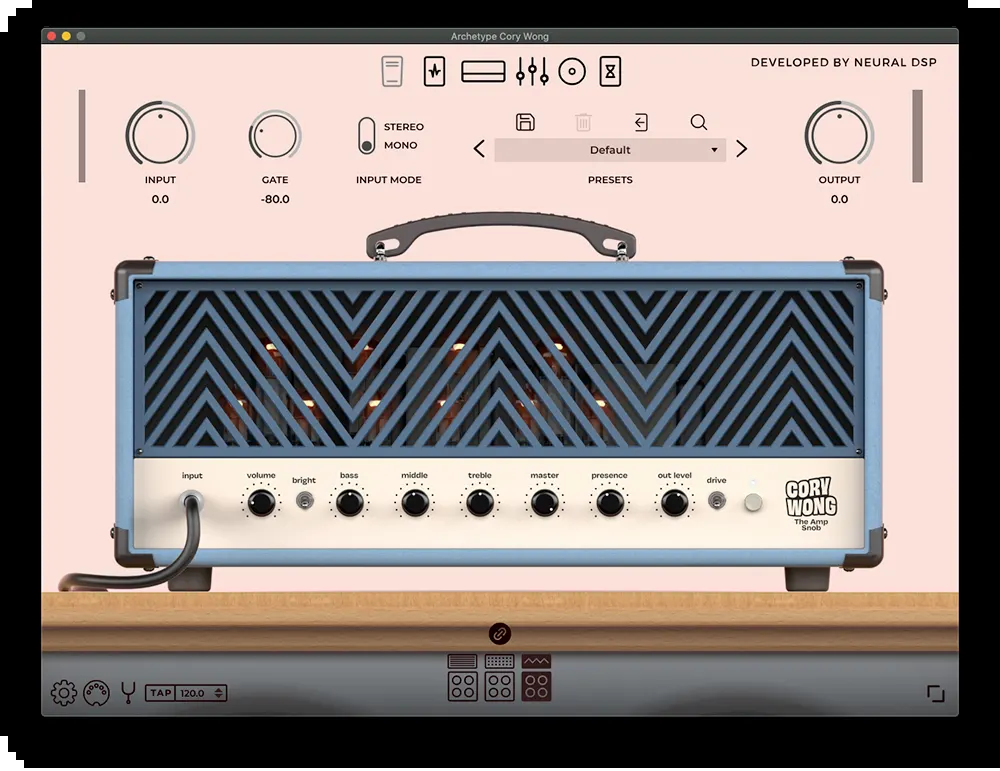 Archetype Cory Wong
DEVELOPED BY NEURAL DSP
STEREO
MONO
Default
INPUT
GATE
INPUT MODE
PRESETS
OUTPUT
0.0
-80.0
0.0
input
volume
bright
bass
middle
treble
master
presence
out level
drive
CORY
WONG
The Amp
Snob
TAP
120.0